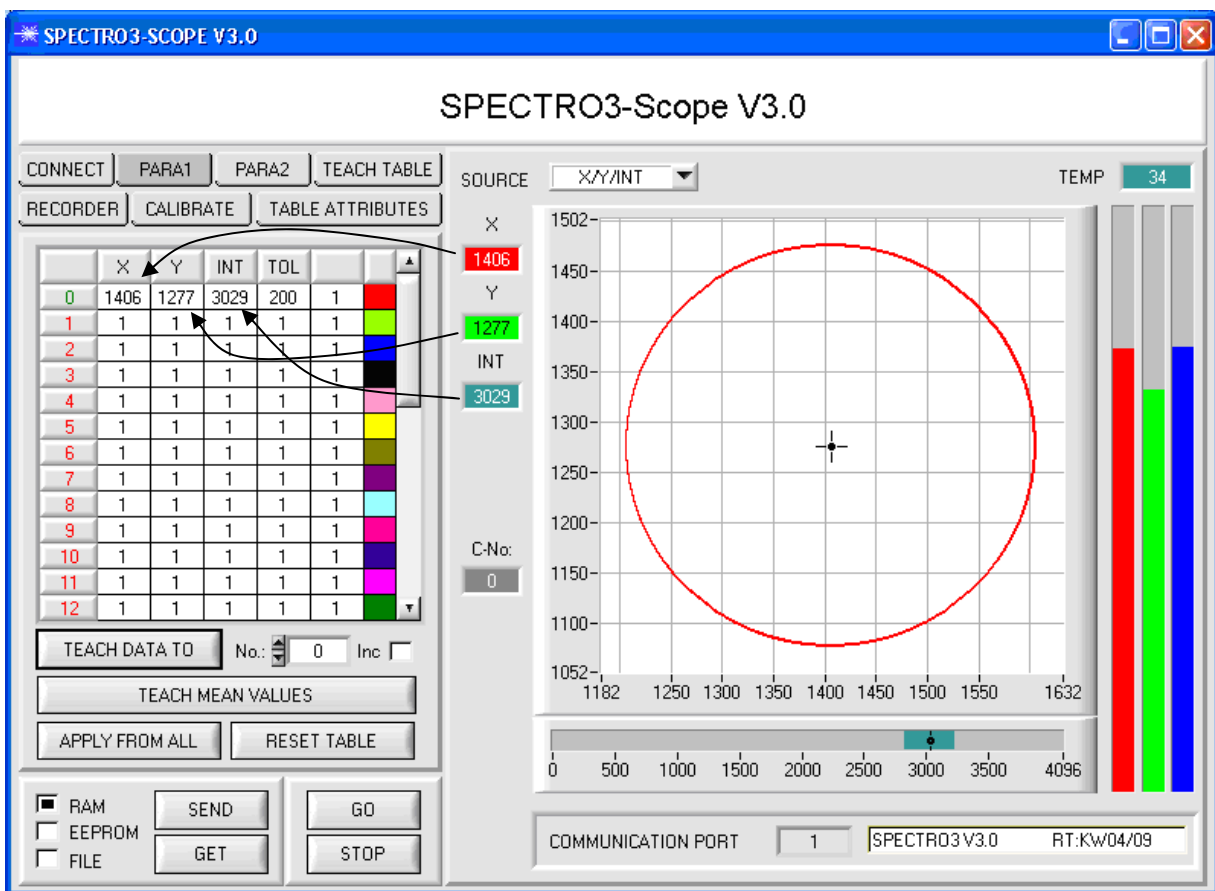 SPECTRO3-SCOPE V3.0
SPECTRO3-Scope V3.0
CONNECT PARA1 PARA2 TEACH TABLE
RECORDER CALIBRATE TABLE ATTRIBUTES
X Y INT TOL
0 1406 1277 3029 200 1
1 1 1 1 1 1
2 1 1 1 1 1
3 1 1 1 1 1
4 1 1 1 1 1
5 1 1 1 1 1
6 1 1 1 1 1
7 1 1 1 1 1
8 1 1 1 1 1
9 1 1 1 1 1
10 1 1 1 1 1
11 1 1 1 1 1
12 1 1 1 1 1
TEACH DATA TO No.: 0 Inc
TEACH MEAN VALUES
APPLY FROM ALL RESET TABLE
RAM
EEPROM
FILE
SEND
GET
GO
STOP
SOURCE X/Y/INT
TEMP 34
X
1406
Y
1277
INT
3029
C-No:
0
1502
1450
1400
1350
1300
1250
1200
1150
1100
1052
1182 1250 1300 1350 1400 1450 1500 1550 1632
0 500 1000 1500 2000 2500 3000 3500 4096
COMMUNICATION PORT 1 SPECTRO3 V3.0 RT:KW04/09